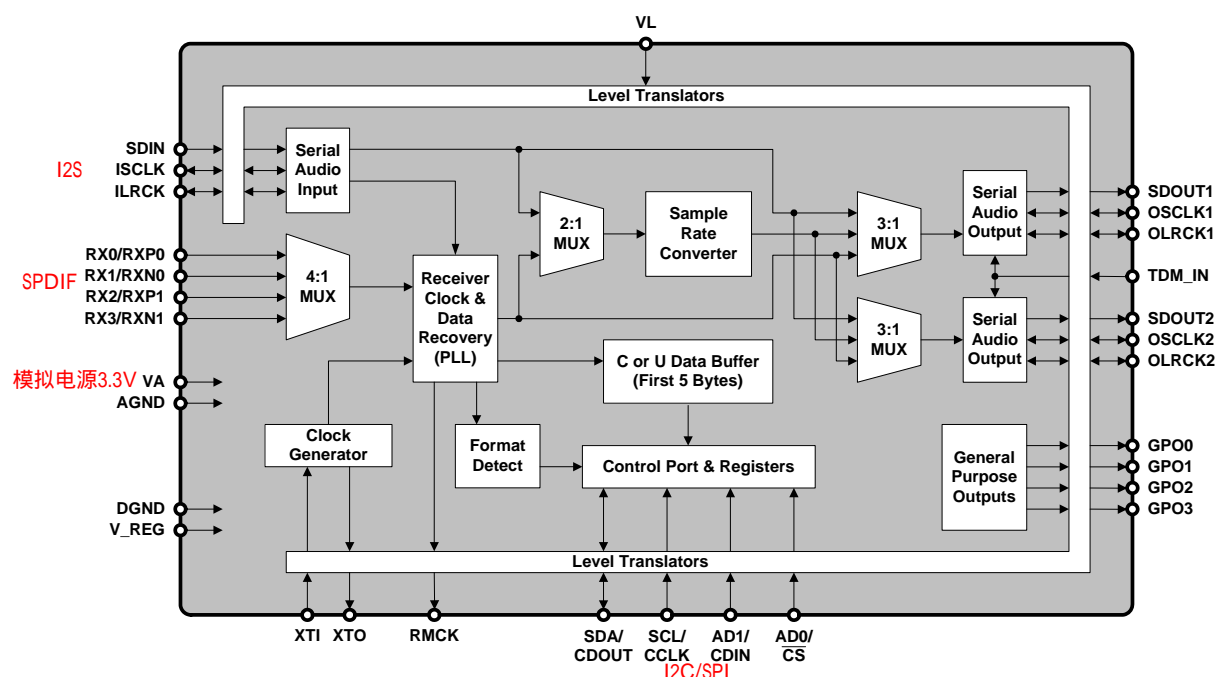 VL
Level Translators
I2S
SDIN
ISCLK
ILRCK
Serial
Audio
Input
SPDIF
RX0/RXP0
RX1/RXN0
RX2/RXP1
RX3/RXN1
4:1
MUX
Receiver
Clock &
Data
Recovery
(PLL)
2:1
MUX
Sample
Rate
Converter
3:1
MUX
Serial
Audio
Output
SDOUT1
OSCLK1
OLRCK1
TDM_IN
3:1
MUX
Serial
Audio
Output
SDOUT2
OSCLK2
OLRCK2
模拟电源3.3V
VA
AGND
C or U Data Buffer
(First 5 Bytes)
Clock
Generator
Format
Detect
Control Port & Registers
General
Purpose
Outputs
GPO0
GPO1
GPO2
GPO3
DGND
V_REG
Level Translators
XTI
XTO
RMCK
SDA/
CDOUT
SCL/
CCLK
AD1/
CDIN
AD0/
CS
I2C/SPI